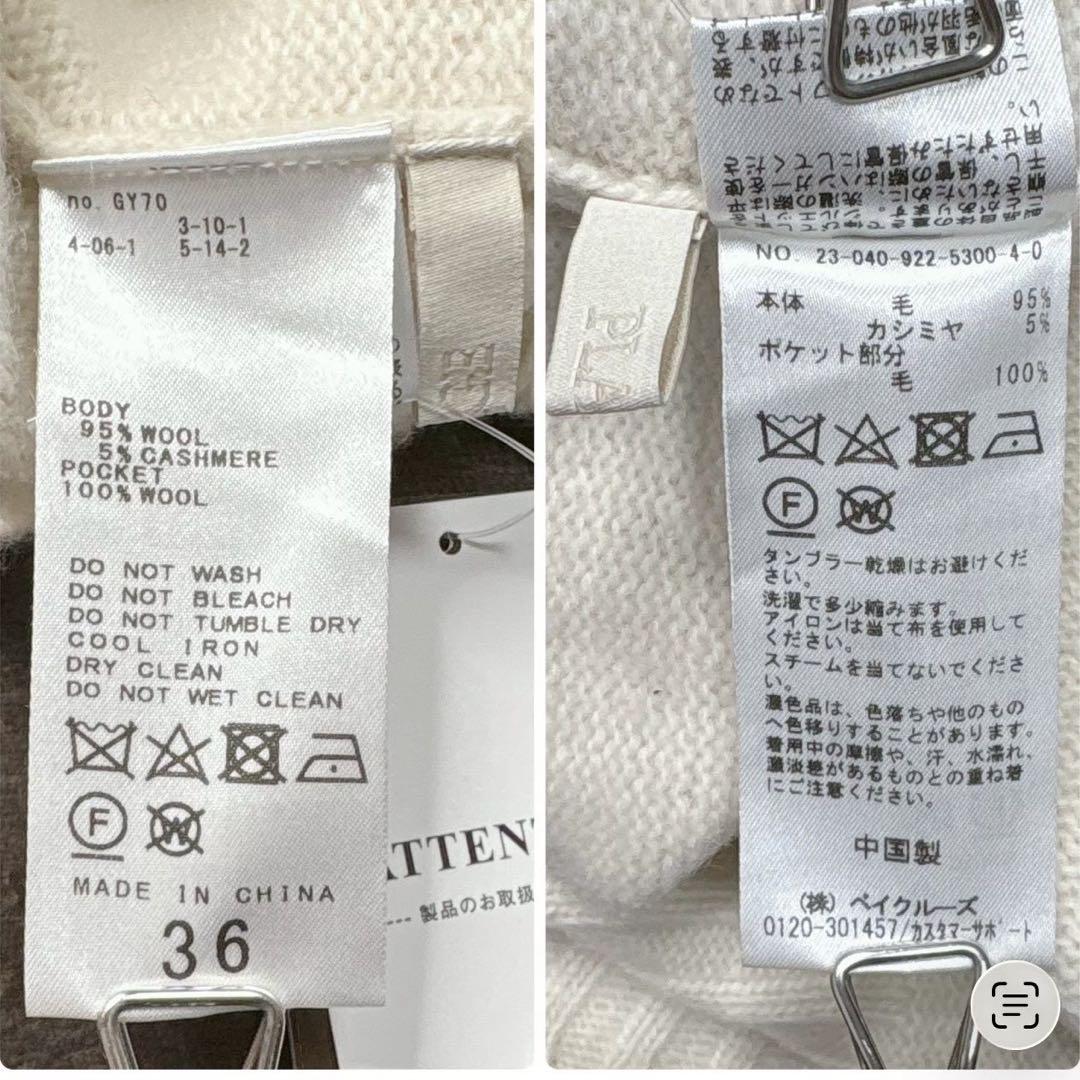 no. GY70
3-10-1
4-06-1 5-14-2
BODY
95% WOOL
5% CASHMERE
POCKET
100% WOOL
DO NOT WASH
DO NOT BLEACH
DO NOT TUMBLE DRY
COOL IRON
DRY CLEAN
DO NOT WET CLEAN
F W
MADE IN CHINA
36
ATTEN
製品のお取扱
NO. 23-040-922-5300-4-0
本体 毛 95%
カシミヤ 5%
ポケット部分
毛 100%
F W
タンブラー乾燥はお避けくだ
さい。
洗濯で多少縮みます。
アイロンは当て布を使用して
ください。
スチームを当てないでくださ
い。
濃色品は、色落ちや他のもの
へ色移りすることがあります。
着用中の摩擦や、汗、水濡れ、
濃淡差があるものとの重ね着
にご注意ください。
中国製
(株) ベイクルーズ
0120-301457/カスタマーサポート